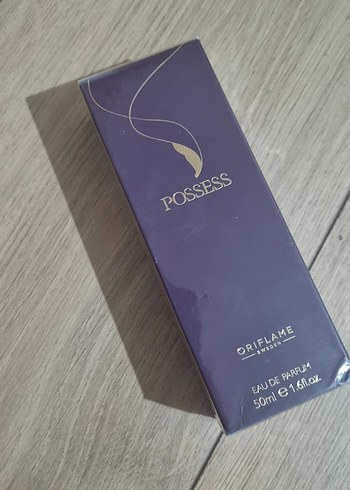 POSSESS
ORIFLAME
SWEDEN
EAU DE PARFUM
50ml ℮ 1.6fl.oz.